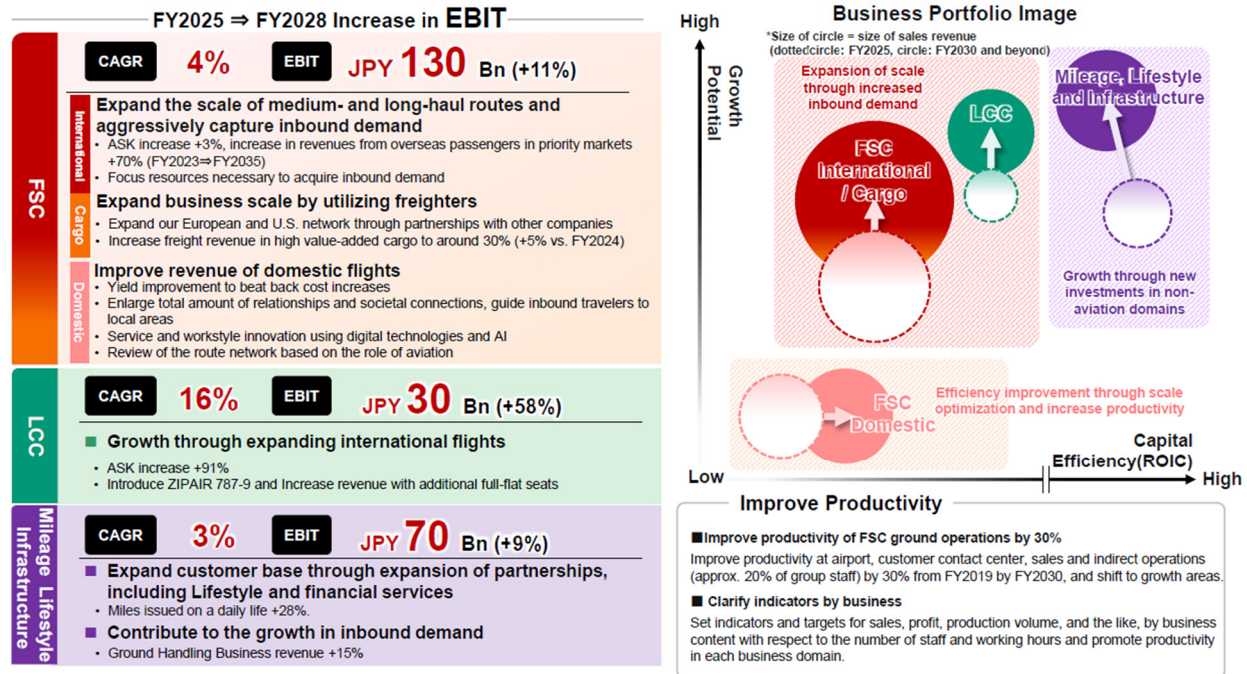 FY2025 ⇒ FY2028 Increase in EBIT
FSC
CAGR 4% EBIT JPY 130 Bn (+11%)
International
Expand the scale of medium- and long-haul routes and
aggressively capture inbound demand
• ASK increase +3%, increase in revenues from overseas passengers in priority markets
+70% (FY2023⇒FY2035)
• Focus resources necessary to acquire inbound demand
Cargo
Expand business scale by utilizing freighters
• Expand our European and U.S. network through partnerships with other companies
• Increase freight revenue in high value-added cargo to around 30% (+5% vs. FY2024)
Domestic
Improve revenue of domestic flights
• Yield improvement to beat back cost increases
• Enlarge total amount of relationships and societal connections, guide inbound travelers to
local areas
• Service and workstyle innovation using digital technologies and AI
• Review of the route network based on the role of aviation
LCC
CAGR 16% EBIT JPY 30 Bn (+58%)
■ Growth through expanding international flights
• ASK increase +91%
• Introduce ZIPAIR 787-9 and Increase revenue with additional full-flat seats
Mileage Lifestyle
Infrastructure
CAGR 3% EBIT JPY 70 Bn (+9%)
■ Expand customer base through expansion of partnerships,
including Lifestyle and financial services
• Miles issued on a daily life +28%.
■ Contribute to the growth in inbound demand
• Ground Handling Business revenue +15%
Business Portfolio Image
*Size of circle = size of sales revenue
(dottedcircle: FY2025, circle: FY2030 and beyond)
High
Growth
Potential
Expansion of scale
through increased
inbound demand
FSC
International
/ Cargo
LCC
Mileage, Lifestyle
and Infrastructure
Growth through new
investments in non-
aviation domains
FSC
Domestic
Efficiency improvement through scale
optimization and increase productivity
Capital
Efficiency(ROIC)
Low
High
Improve Productivity
■Improve productivity of FSC ground operations by 30%
Improve productivity at airport, customer contact center, sales and indirect operations
(approx. 20% of group staff) by 30% from FY2019 by FY2030, and shift to growth areas.
■ Clarify indicators by business
Set indicators and targets for sales, profit, production volume, and the like, by business
content with respect to the number of staff and working hours and promote productivity
in each business domain.